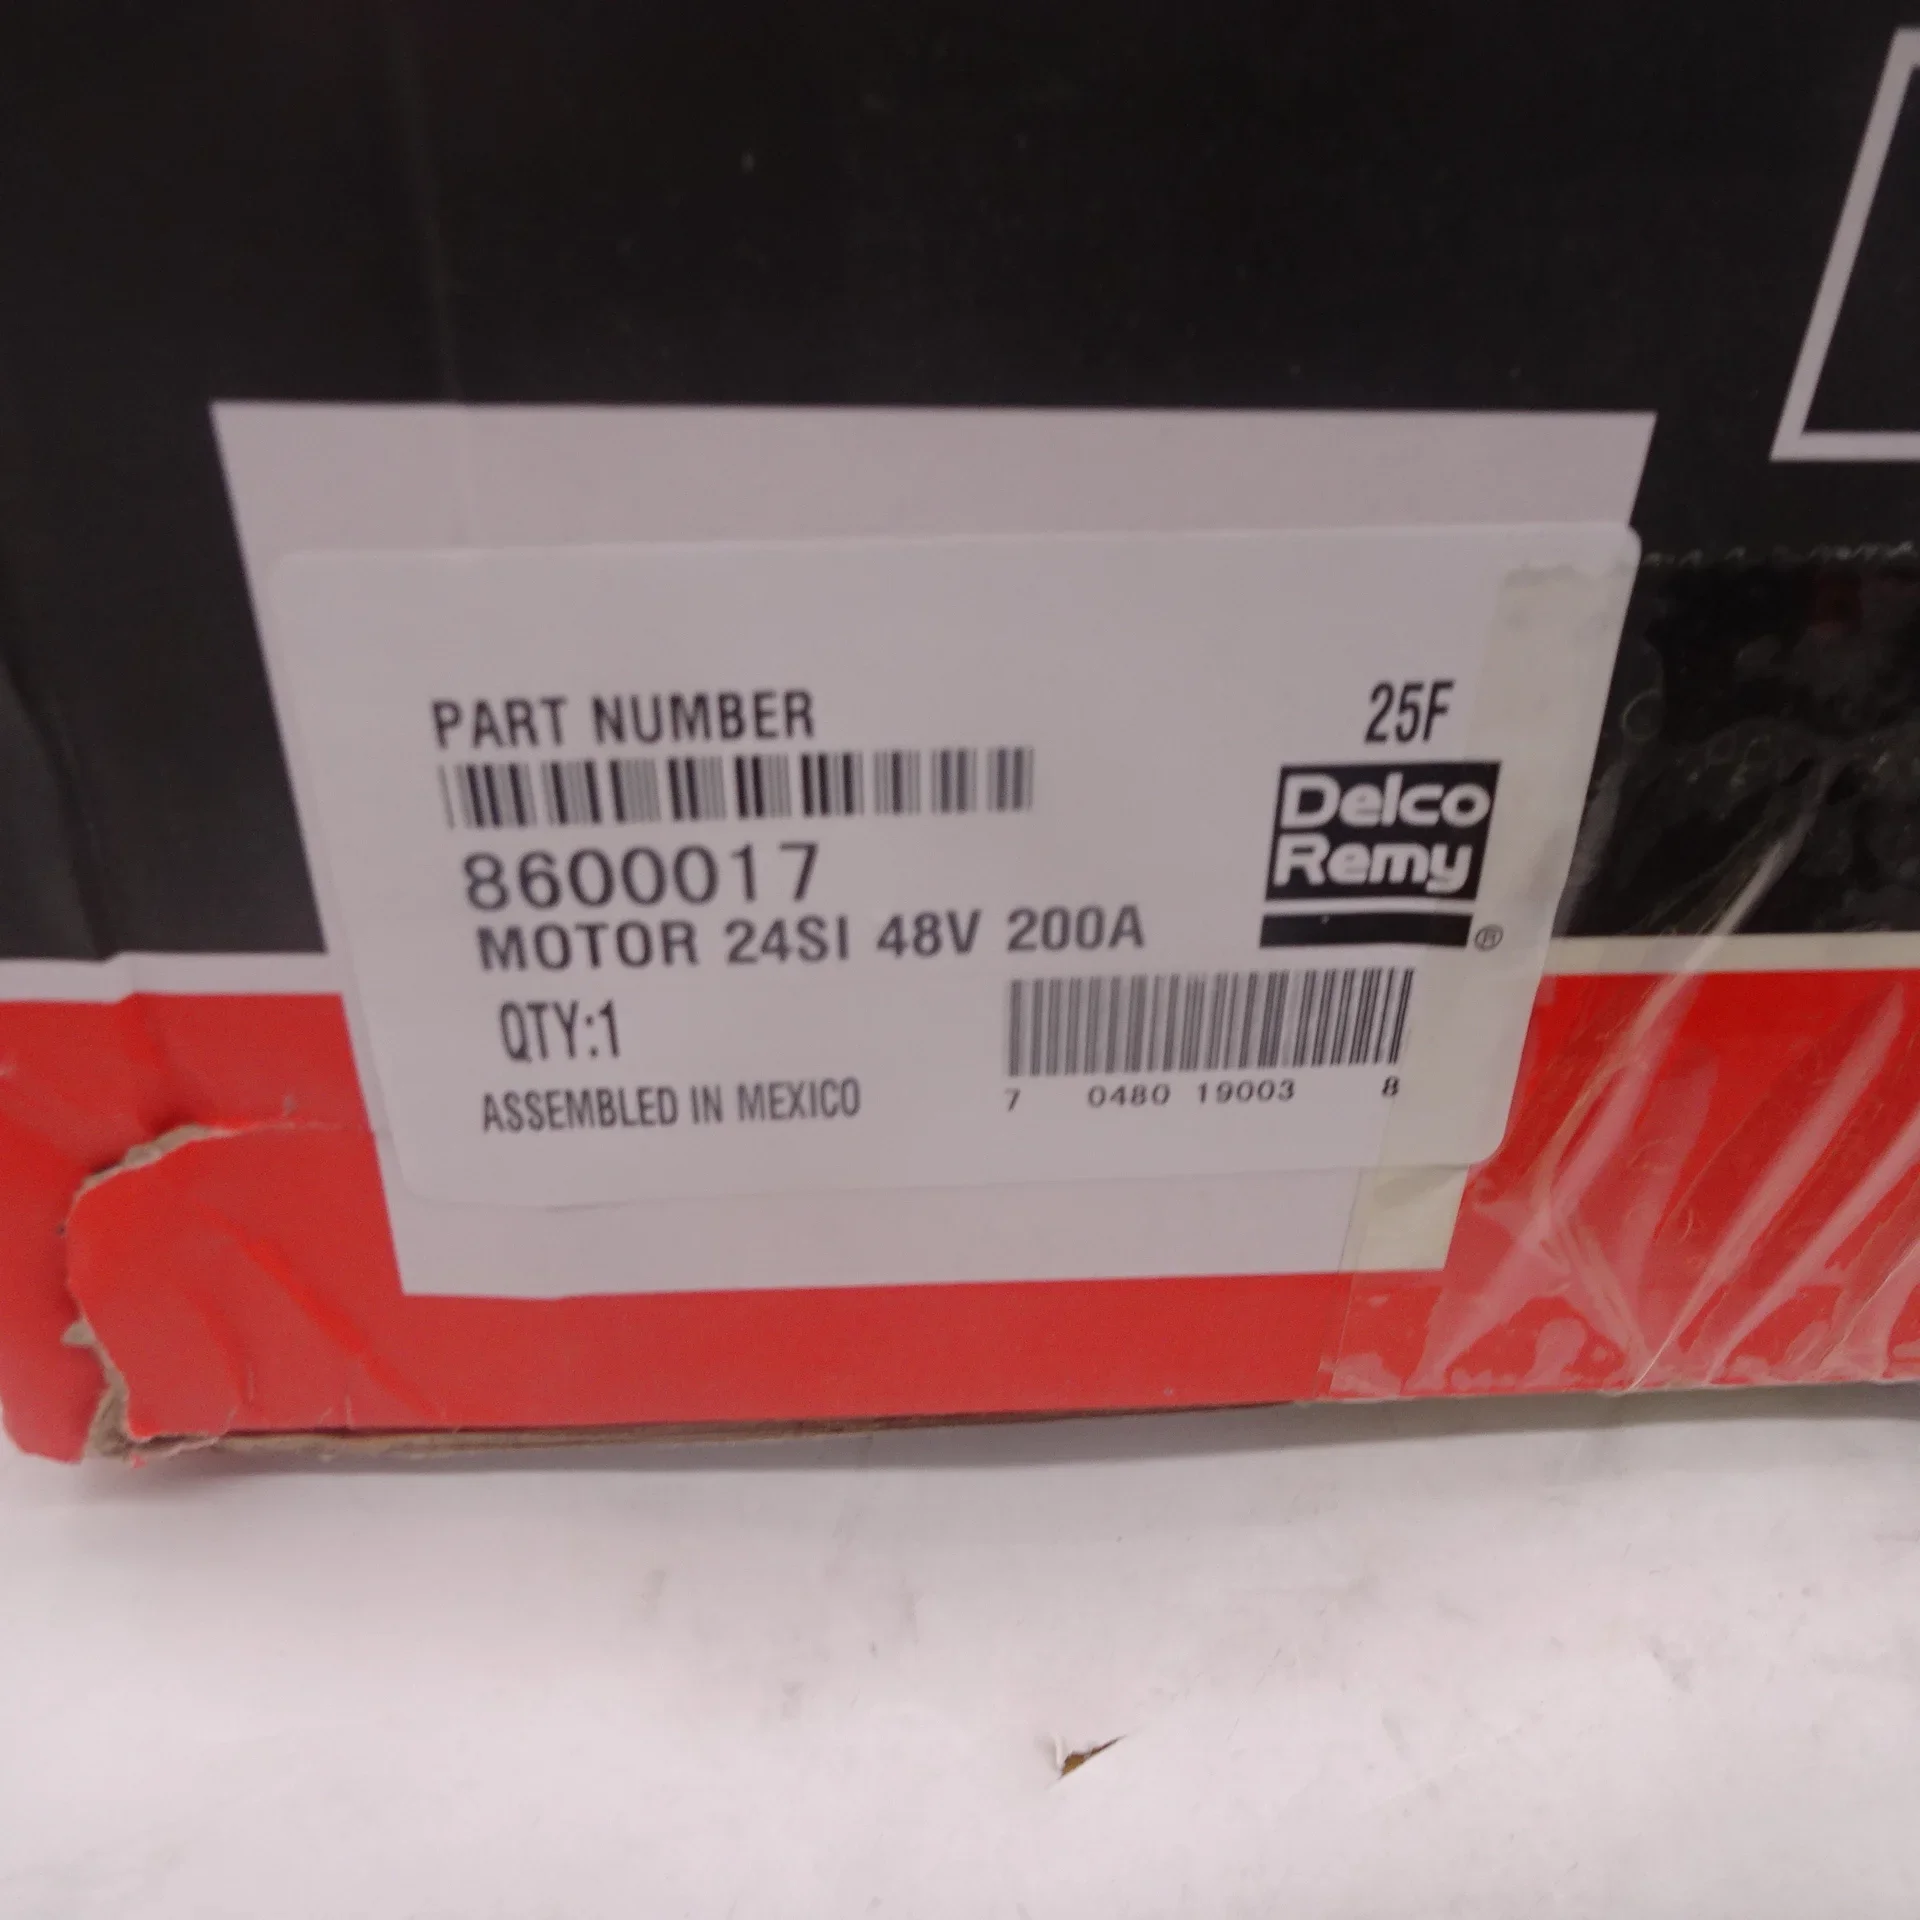 PART NUMBER
25F
Delco
Remy
®
8600017
MOTOR 24SI 48V 200A
QTY:1
ASSEMBLED IN MEXICO
7 0480 19003 8